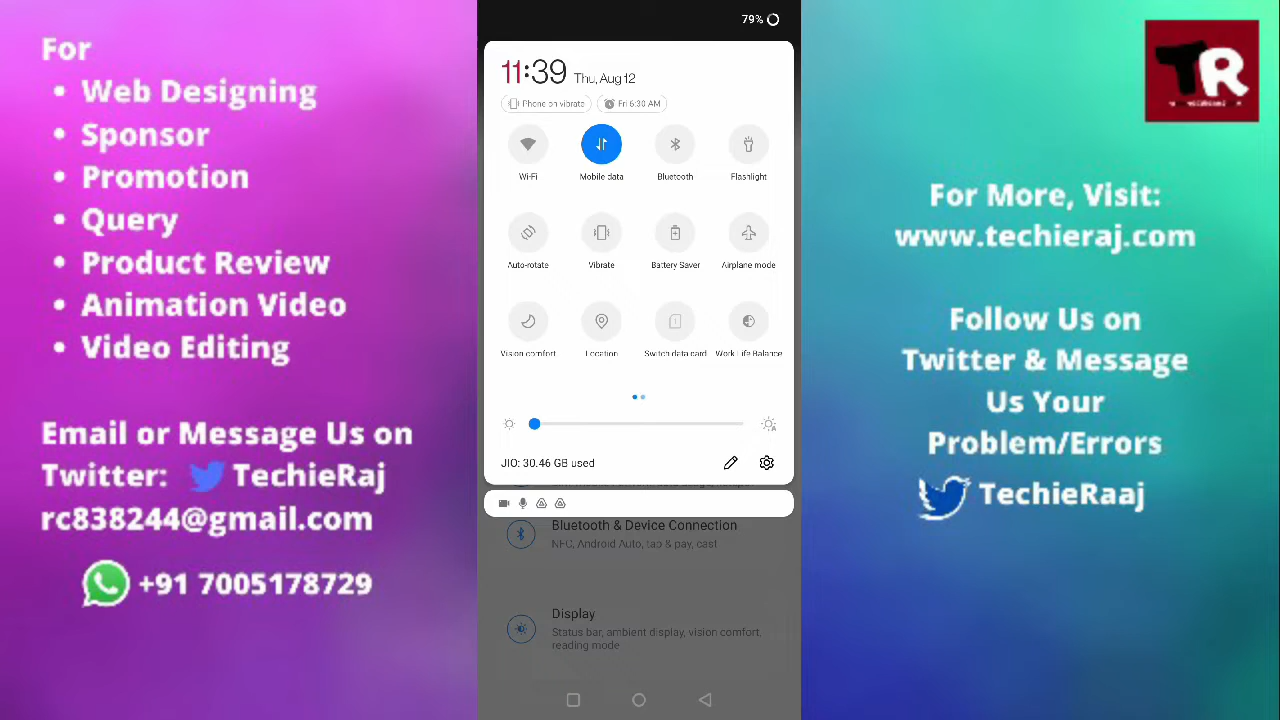 For
• Web Designing
• Sponsor
• Promotion
• Query
• Product Review
• Animation Video
• Video Editing
Email or Message Us on
Twitter: TechieRaj
rc838244@gmail.com
+91 7005178729
79%
11:39 Thu, Aug 12
Phone on vibrate Fri 6:30 AM
Wi-Fi Mobile data Bluetooth Flashlight
Auto-rotate Vibrate Battery Saver Airplane mode
Vision comfort Location Switch data card Work Life Balance
JIO: 30.46 GB used
Bluetooth & Device Connection
NFC, Android Auto, tap & pay, cast
Display
Status bar, ambient display, vision comfort,
reading mode
TR
For More, Visit:
www.techieraj.com
Follow Us on
Twitter & Message
Us Your
Problem/Errors
TechieRaaj